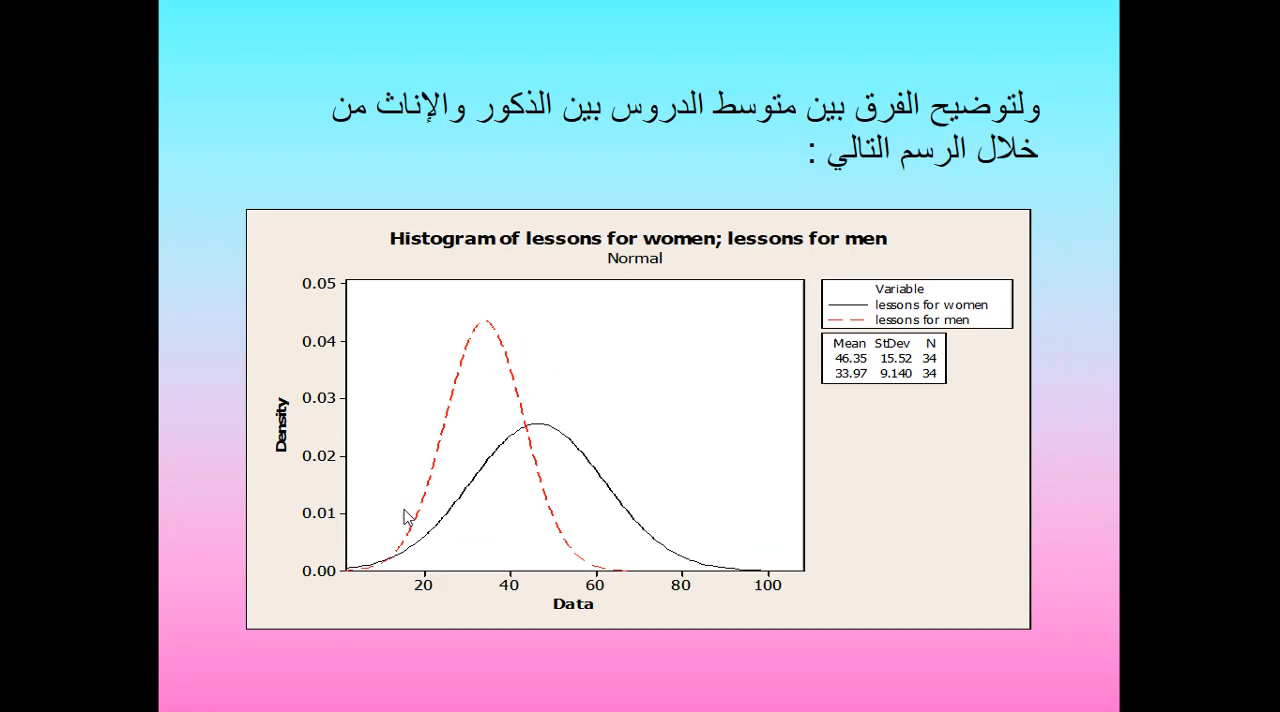 ولتوضيح الفرق بين متوسط الدروس بين الذكور والإناث من
خلال الرسم التالي :
Histogram of lessons for women; lessons for men
Normal
0.05
0.04
0.03
0.02
0.01
0.00
Density
20 40 60 80 100
Data
Variable
lessons for women
lessons for men
Mean StDev N
46.35 15.52 34
33.97 9.140 34